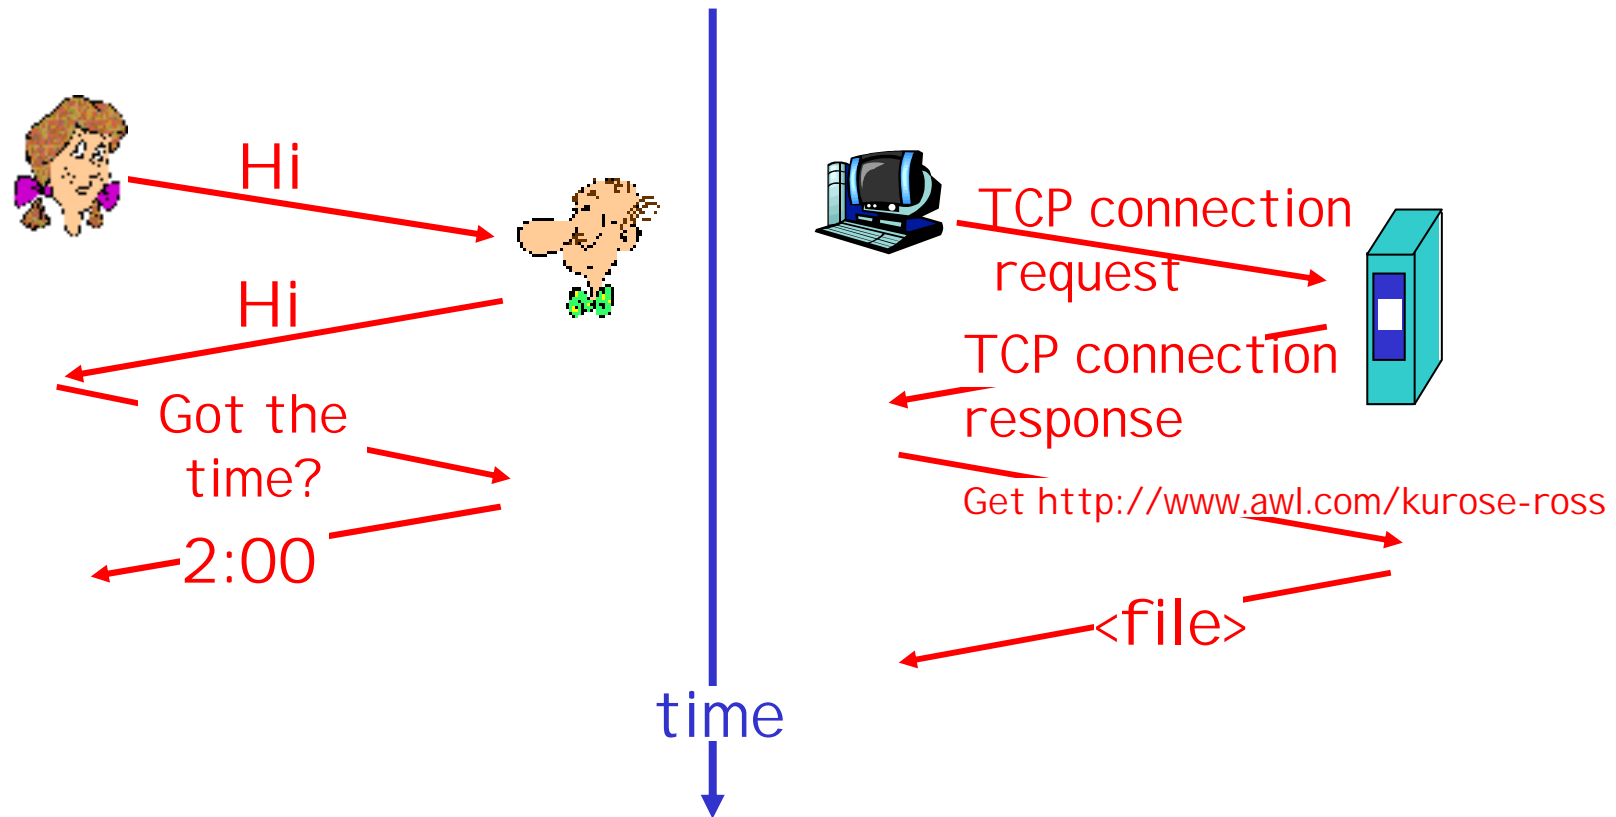 Hi
Hi
Got the
time?
2:00
time
TCP connection
request
TCP connection
response
Get http://www.awl.com/kurose-ross
<file>